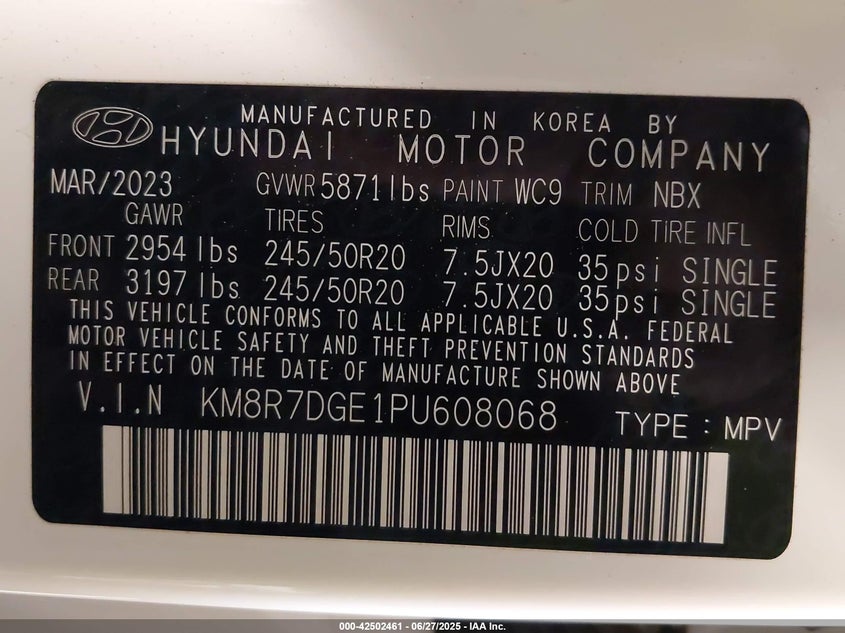 MANUFACTURED IN KOREA BY
HYUNDAI MOTOR COMPANY
MAR/2023 GVWR 5871 lbs PAINT WC9 TRIM NBX
GAWR TIRES RIMS COLD TIRE INFL
FRONT 2954 lbs 245/50R20 7.5JX20 35psi SINGLE
REAR 3197 lbs 245/50R20 7.5JX20 35psi SINGLE
THIS VEHICLE CONFORMS TO ALL APPLICABLE U.S.A. FEDERAL
MOTOR VEHICLE SAFETY AND THEFT PREVENTION STANDARDS
IN EFFECT ON THE DATE OF MANUFACTURE SHOWN ABOVE
V.I.N KM8R7DGE1PU608068 TYPE : MPV
000-42502461 - 06/27/2025 - IAA Inc.